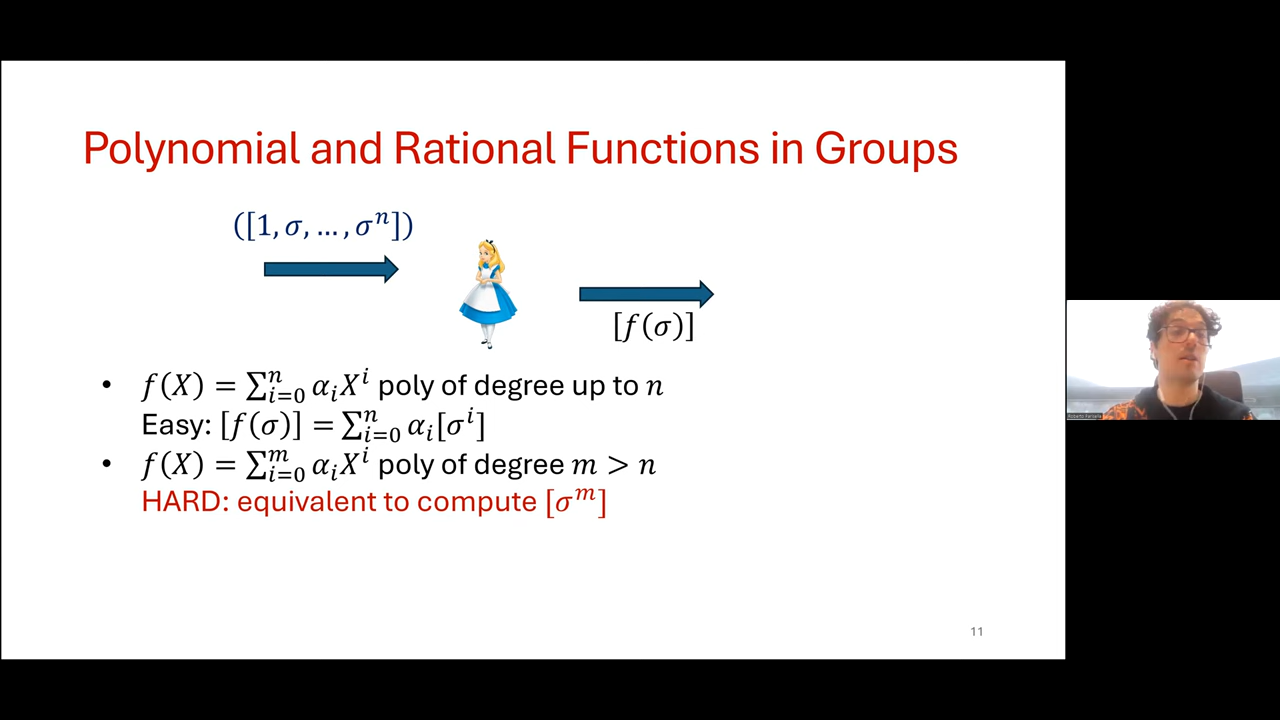 Polynomial and Rational Functions in Groups
([1, σ, …, σⁿ])
[f(σ)]
• f(X) = ∑ⁿᵢ₌₀ αᵢXⁱ poly of degree up to n
Easy: [f(σ)] = ∑ⁿᵢ₌₀ αᵢ[σⁱ]
• f(X) = ∑ᵐᵢ₌₀ αᵢXⁱ poly of degree m > n
HARD: equivalent to compute [σᵐ]
11